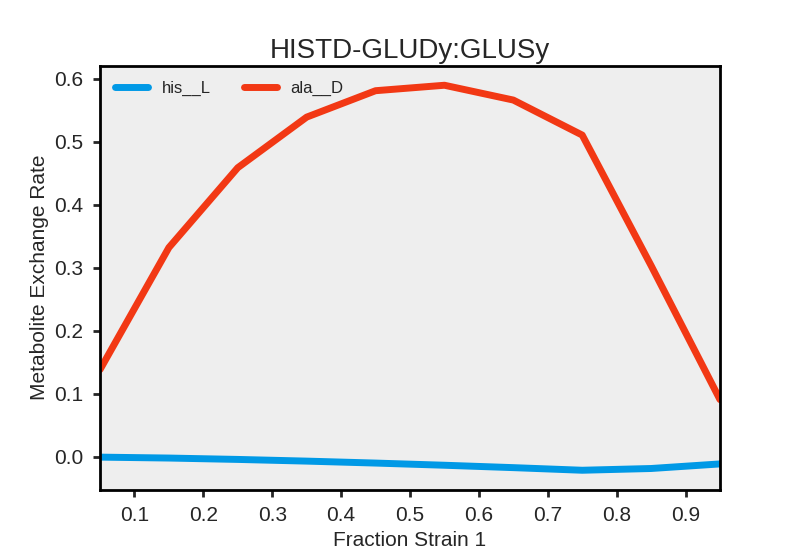 HISTD-GLUDy:GLUSy
his__L ala__D
Metabolite Exchange Rate
0.6
0.5
0.4
0.3
0.2
0.1
0.0
0.1 0.2 0.3 0.4 0.5 0.6 0.7 0.8 0.9
Fraction Strain 1